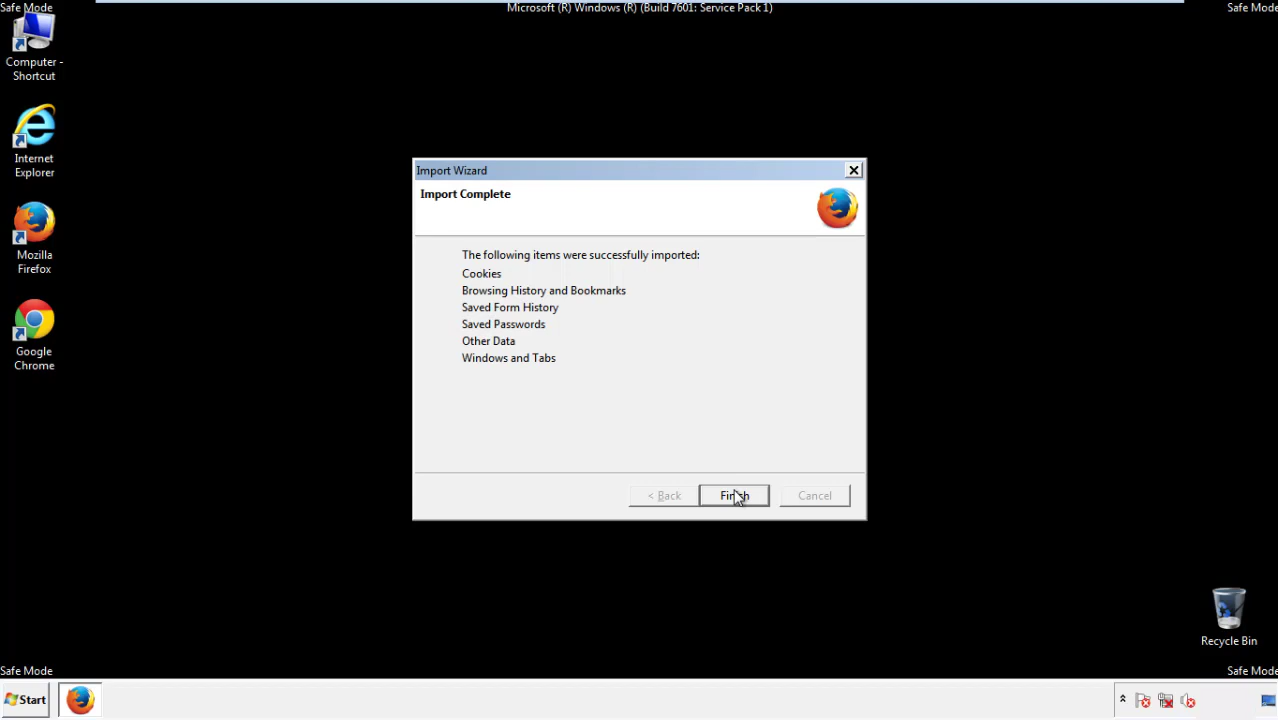 Safe Mode
Microsoft (R) Windows (R) (Build 7601: Service Pack 1)
Safe Mode
Computer -
Shortcut
Internet
Explorer
Mozilla
Firefox
Google
Chrome
Import Wizard
Import Complete
The following items were successfully imported:
Cookies
Browsing History and Bookmarks
Saved Form History
Saved Passwords
Other Data
Windows and Tabs
< Back
Finish
Cancel
Recycle Bin
Safe Mode
Safe Mode
Start